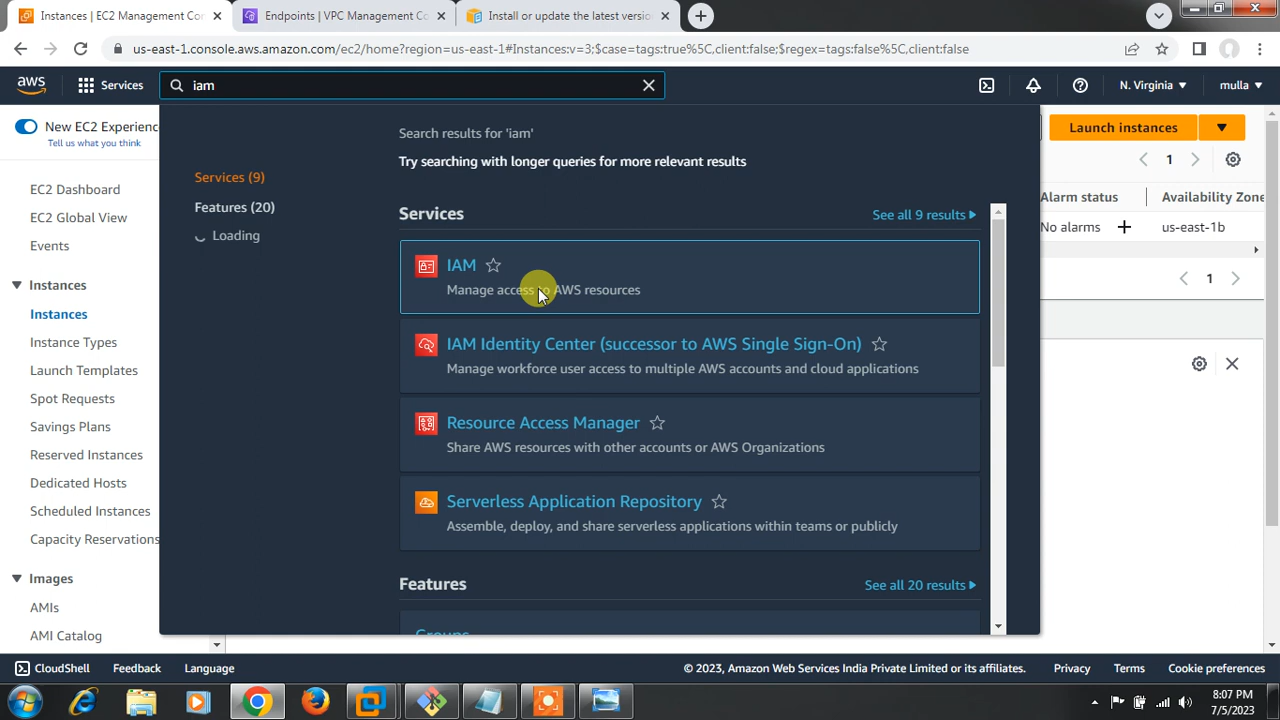 Instances | EC2 Management Con
Endpoints | VPC Management Co
Install or update the latest versio
us-east-1.console.aws.amazon.com/ec2/home?region=us-east-1#Instances:v=3;$case=tags:true%5C,client:false;$regex=tags:false%5C,client:false
aws
Services
iam
N. Virginia
mulla
New EC2 Experienc
Tell us what you think
EC2 Dashboard
EC2 Global View
Events
Instances
Instances
Instance Types
Launch Templates
Spot Requests
Savings Plans
Reserved Instances
Dedicated Hosts
Scheduled Instances
Capacity Reservations
Images
AMIs
AMI Catalog
Search results for 'iam'
Try searching with longer queries for more relevant results
Services (9)
Features (20)
Loading
Services
See all 9 results
IAM
Manage access to AWS resources
IAM Identity Center (successor to AWS Single Sign-On)
Manage workforce user access to multiple AWS accounts and cloud applications
Resource Access Manager
Share AWS resources with other accounts or AWS Organizations
Serverless Application Repository
Assemble, deploy, and share serverless applications within teams or publicly
Features
See all 20 results
Groups
Launch instances
1
Alarm status
Availability Zone
No alarms
us-east-1b
1
CloudShell
Feedback
Language
© 2023, Amazon Web Services India Private Limited or its affiliates.
Privacy
Terms
Cookie preferences
8:07 PM
7/5/2023